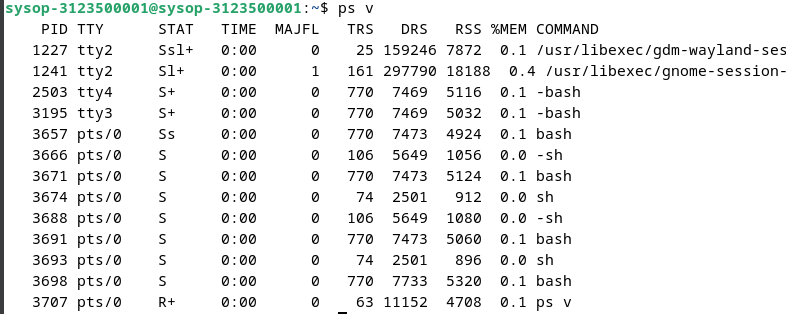 sysop-3123500001@sysop-3123500001:~$ ps v
PID TTY STAT TIME MAJFL TRS DRS RSS %MEM COMMAND
1227 tty2 Ssl+ 0:00 0 25 159246 7872 0.1 /usr/libexec/gdm-wayland-ses
1241 tty2 Sl+ 0:00 1 161 297790 18188 0.4 /usr/libexec/gnome-session-
2503 tty4 S+ 0:00 0 770 7469 5116 0.1 -bash
3195 tty3 S+ 0:00 0 770 7469 5032 0.1 -bash
3657 pts/0 Ss 0:00 0 770 7473 4924 0.1 bash
3666 pts/0 S 0:00 0 106 5649 1056 0.0 -sh
3671 pts/0 S 0:00 0 770 7473 5124 0.1 bash
3674 pts/0 S 0:00 0 74 2501 912 0.0 sh
3688 pts/0 S 0:00 0 106 5649 1080 0.0 -sh
3691 pts/0 S 0:00 0 770 7473 5060 0.1 bash
3693 pts/0 S 0:00 0 74 2501 896 0.0 sh
3698 pts/0 S 0:00 0 770 7733 5320 0.1 bash
3707 pts/0 R+ 0:00 0 63 11152 4708 0.1 ps v